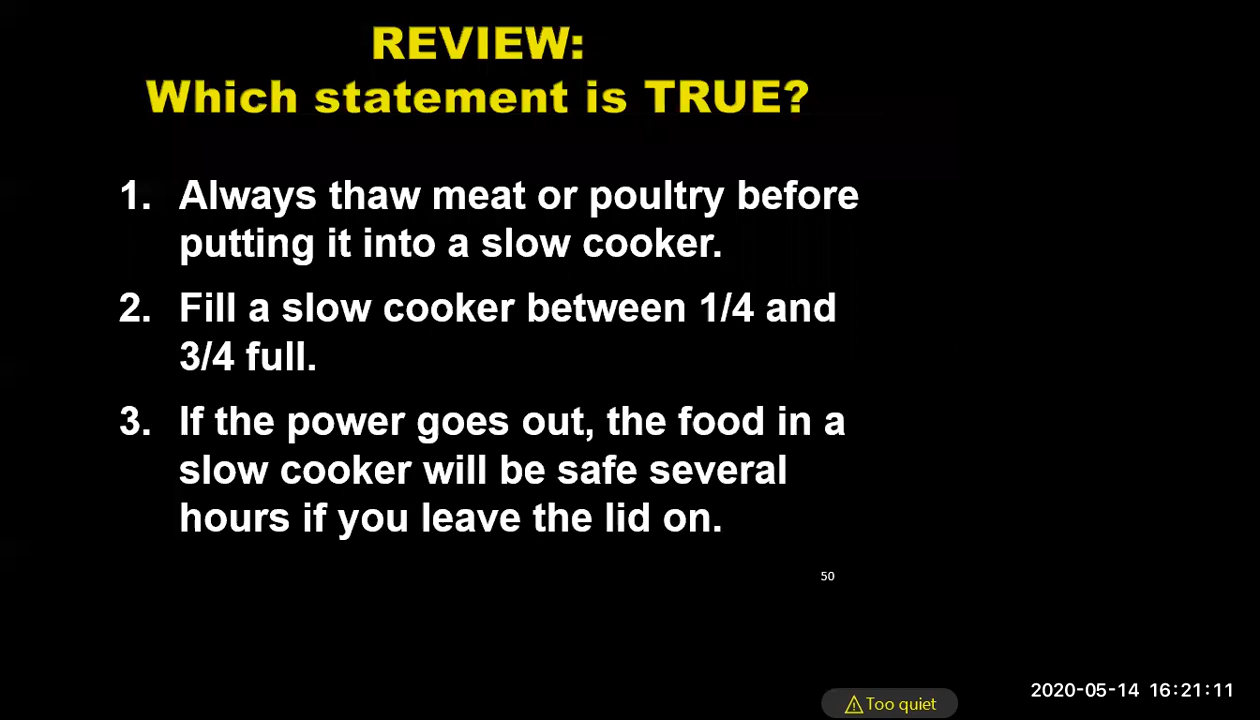 REVIEW:
Which statement is TRUE?
1. Always thaw meat or poultry before
putting it into a slow cooker.
2. Fill a slow cooker between 1/4 and
3/4 full.
3. If the power goes out, the food in a
slow cooker will be safe several
hours if you leave the lid on.
50
2020-05-14 16:21:11
Too quiet